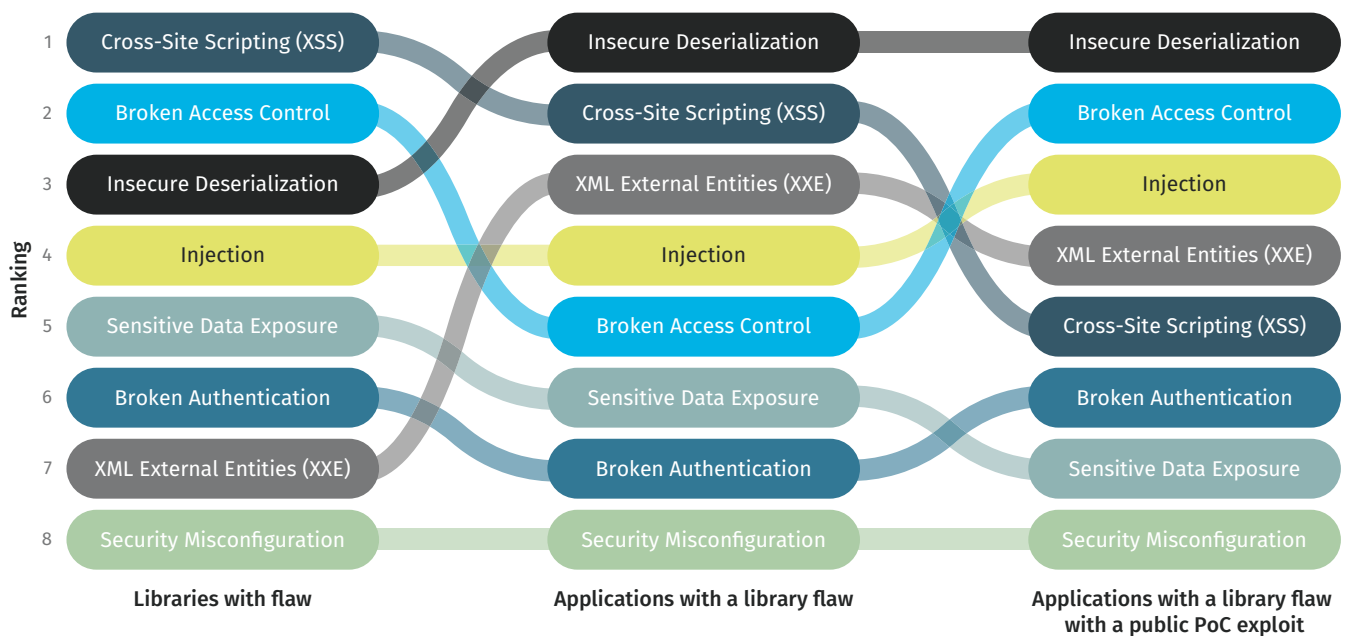 1
Cross-Site Scripting (XSS)
Insecure Deserialization
Insecure Deserialization
2
Broken Access Control
Cross-Site Scripting (XSS)
Broken Access Control
3
Insecure Deserialization
XML External Entities (XXE)
Injection
Ranking
4
Injection
Injection
XML External Entities (XXE)
5
Sensitive Data Exposure
Broken Access Control
Cross-Site Scripting (XSS)
6
Broken Authentication
Sensitive Data Exposure
Broken Authentication
7
XML External Entities (XXE)
Broken Authentication
Sensitive Data Exposure
8
Security Misconfiguration
Security Misconfiguration
Security Misconfiguration
Libraries with flaw
Applications with a library flaw
Applications with a library flaw
with a public PoC exploit